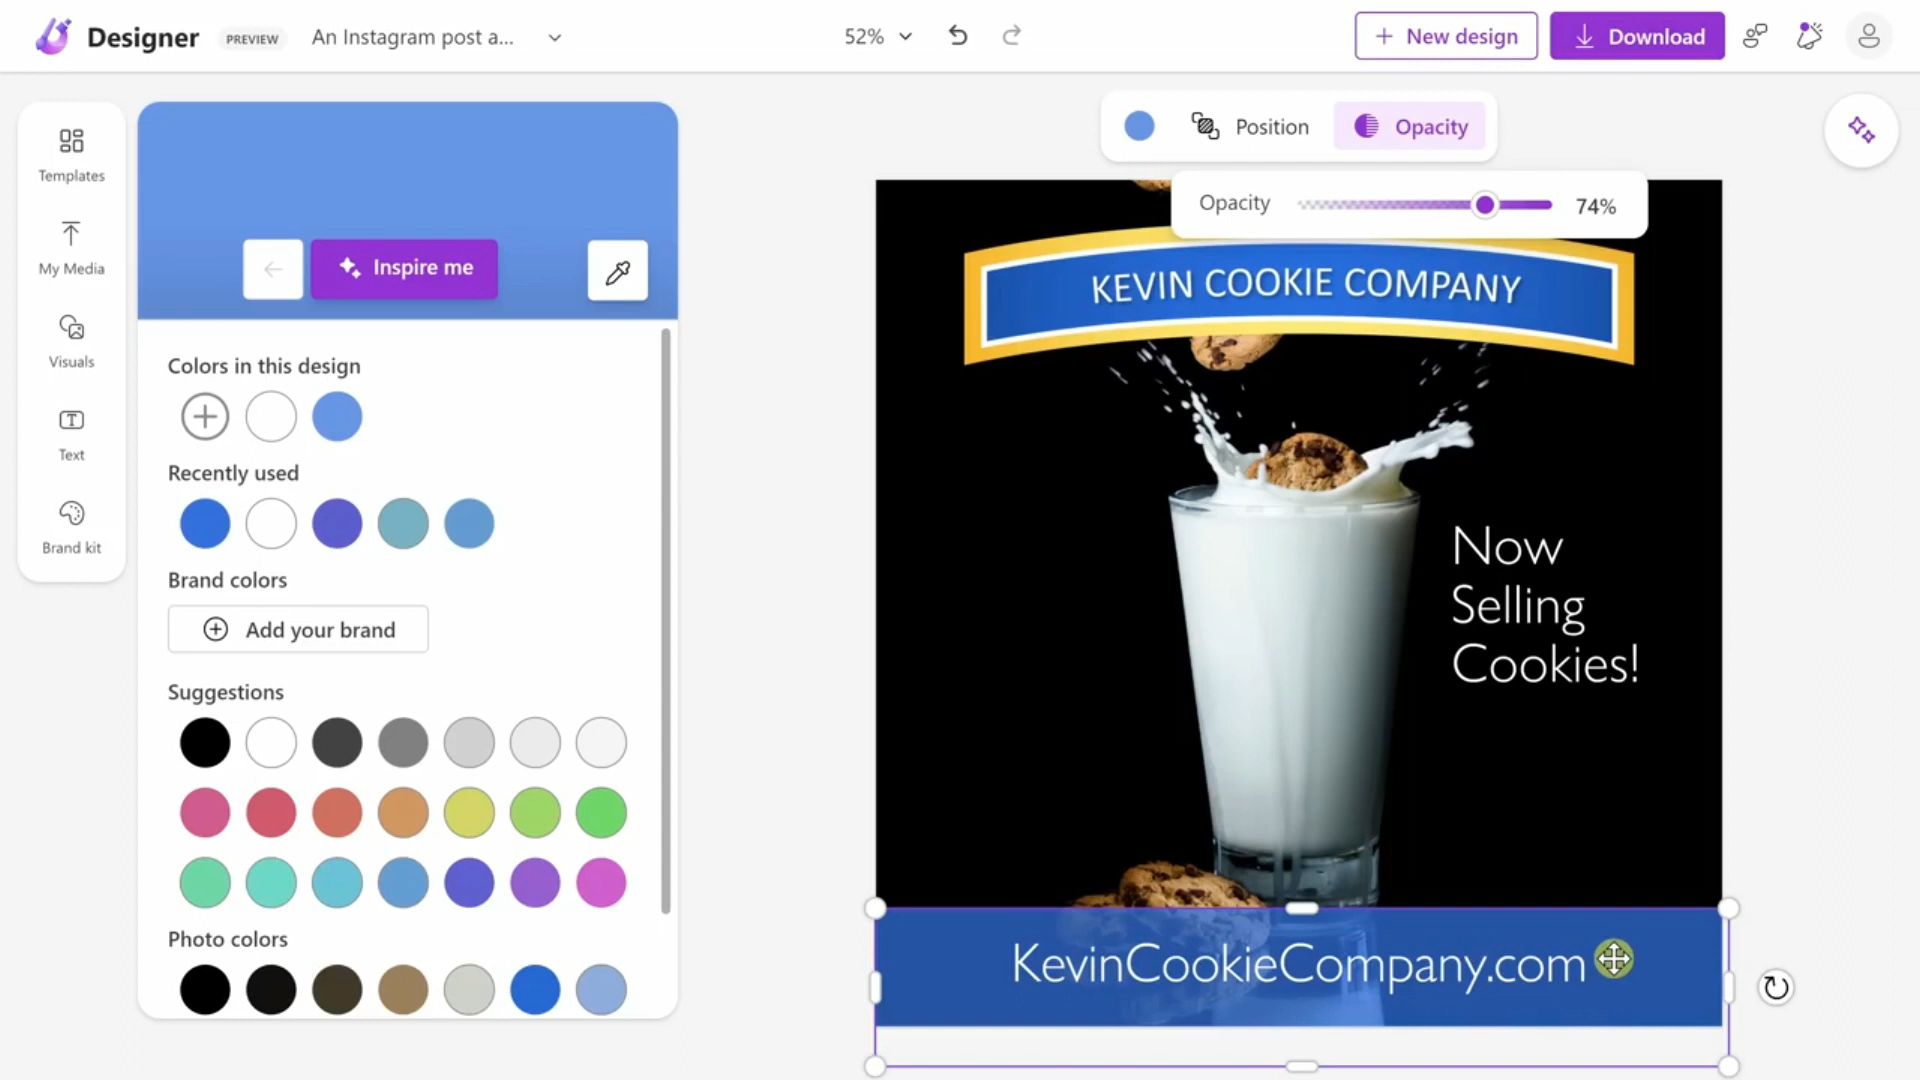 Designer
PREVIEW
An Instagram post a...
52%
New design
Download
Templates
My Media
Visuals
Text
Brand kit
Inspire me
Colors in this design
Recently used
Brand colors
Add your brand
Suggestions
Photo colors
Position
Opacity
Opacity
74%
KEVIN COOKIE COMPANY
Now
Selling
Cookies!
KevinCookieCompany.com